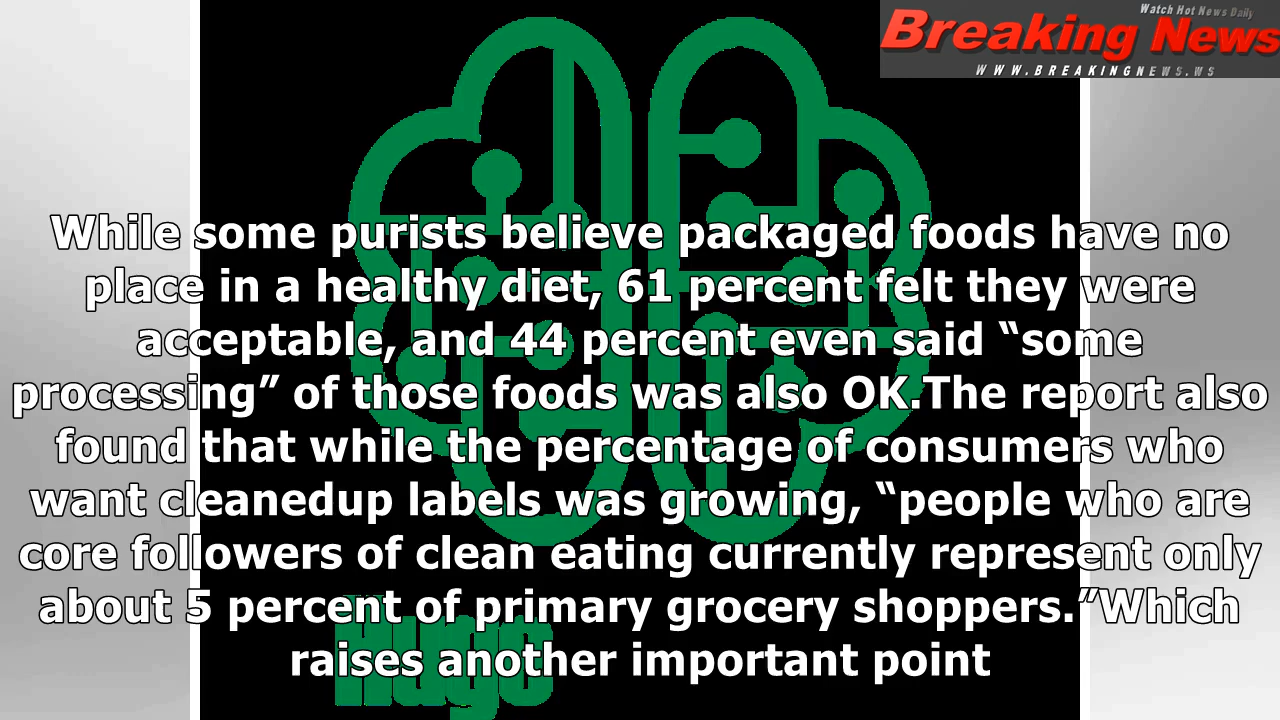 Watch Hot News Daily
Breaking News
WWW.BREAKINGNEWS.WS
While some purists believe packaged foods have no
place in a healthy diet, 61 percent felt they were
acceptable, and 44 percent even said “some
processing” of those foods was also OK.The report also
found that while the percentage of consumers who
want cleanedup labels was growing, “people who are
core followers of clean eating currently represent only
about 5 percent of primary grocery shoppers.”Which
raises another important point